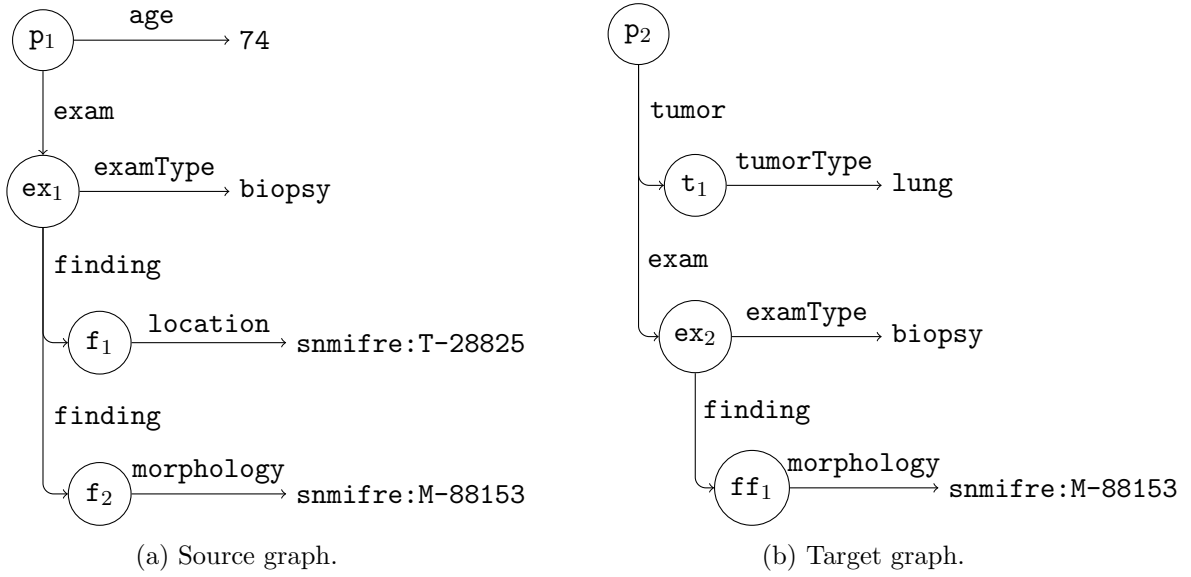 p1
age
74
exam
ex1
examType
biopsy
finding
f1
location
snmifre:T-28825
finding
f2
morphology
snmifre:M-88153
(a) Source graph.
p2
tumor
t1
tumorType
lung
exam
ex2
examType
biopsy
finding
ff1
morphology
snmifre:M-88153
(b) Target graph.